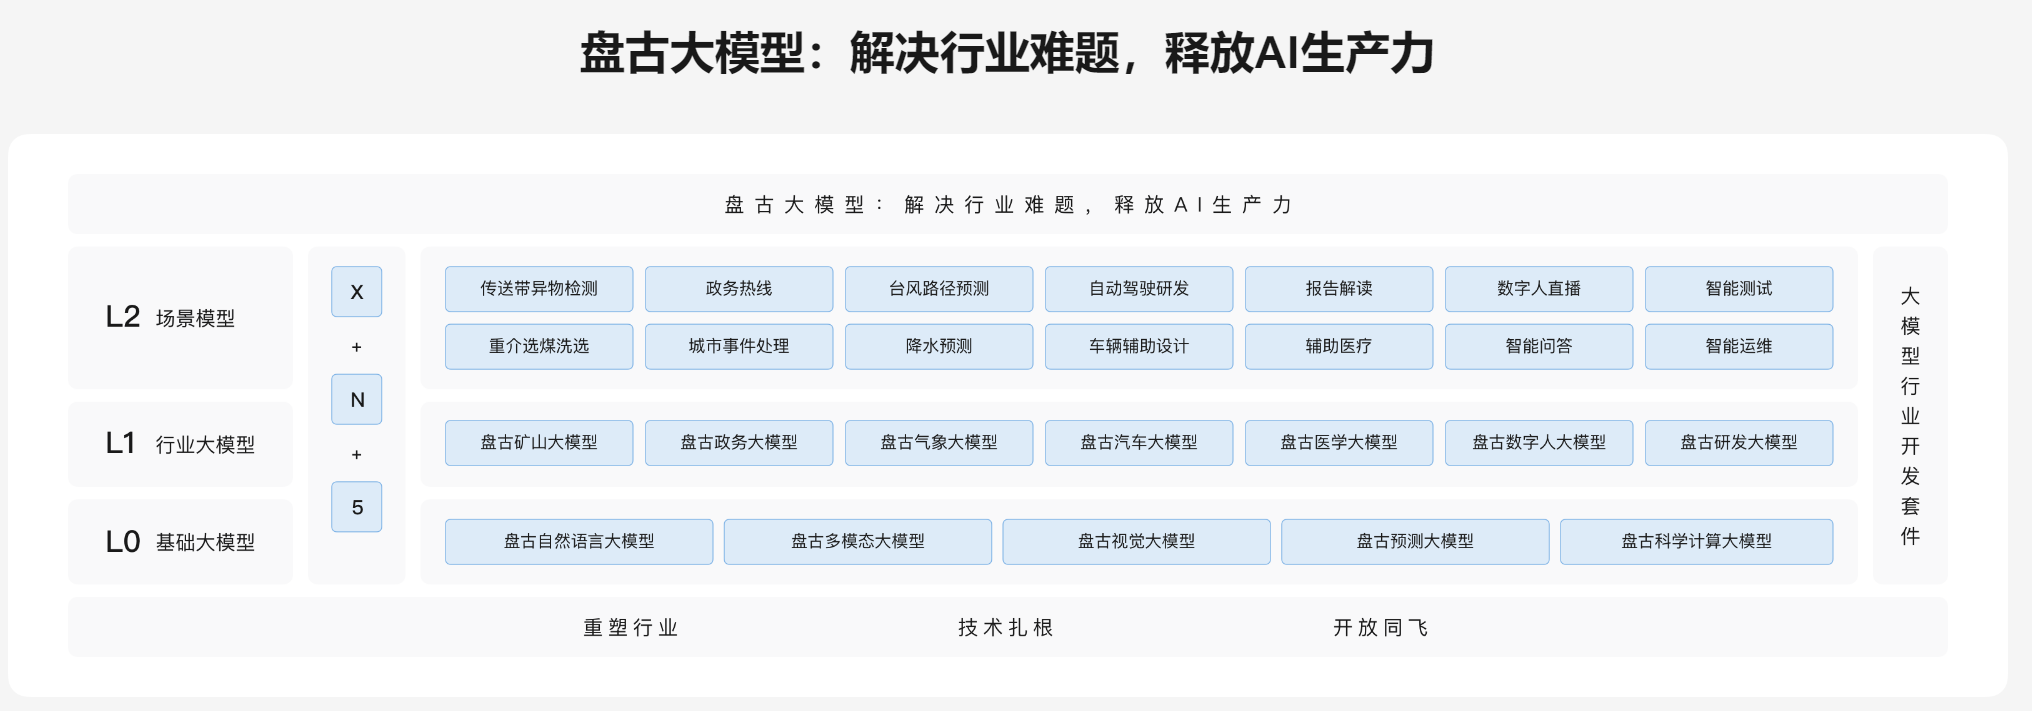 盘古大模型：解决行业难题，释放AI生产力
盘古大模型：解决行业难题，释放AI生产力
L2 场景模型
X
+
N
+
5
传送带异物检测 政务热线 台风路径预测 自动驾驶研发 报告解读 数字人直播 智能测试
重介选煤洗选 城市事件处理 降水预测 车辆辅助设计 辅助医疗 智能问答 智能运维
L1 行业大模型
盘古矿山大模型 盘古政务大模型 盘古气象大模型 盘古汽车大模型 盘古医学大模型 盘古数字人大模型 盘古研发大模型
L0 基础大模型
盘古自然语言大模型 盘古多模态大模型 盘古视觉大模型 盘古预测大模型 盘古科学计算大模型
大模型行业开发套件
重塑行业 技术扎根 开放同飞